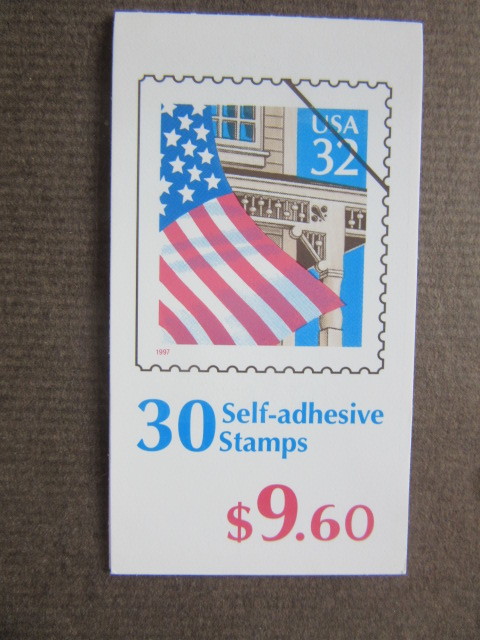 USA
32
1997
30 Self-adhesive
Stamps
$9.60